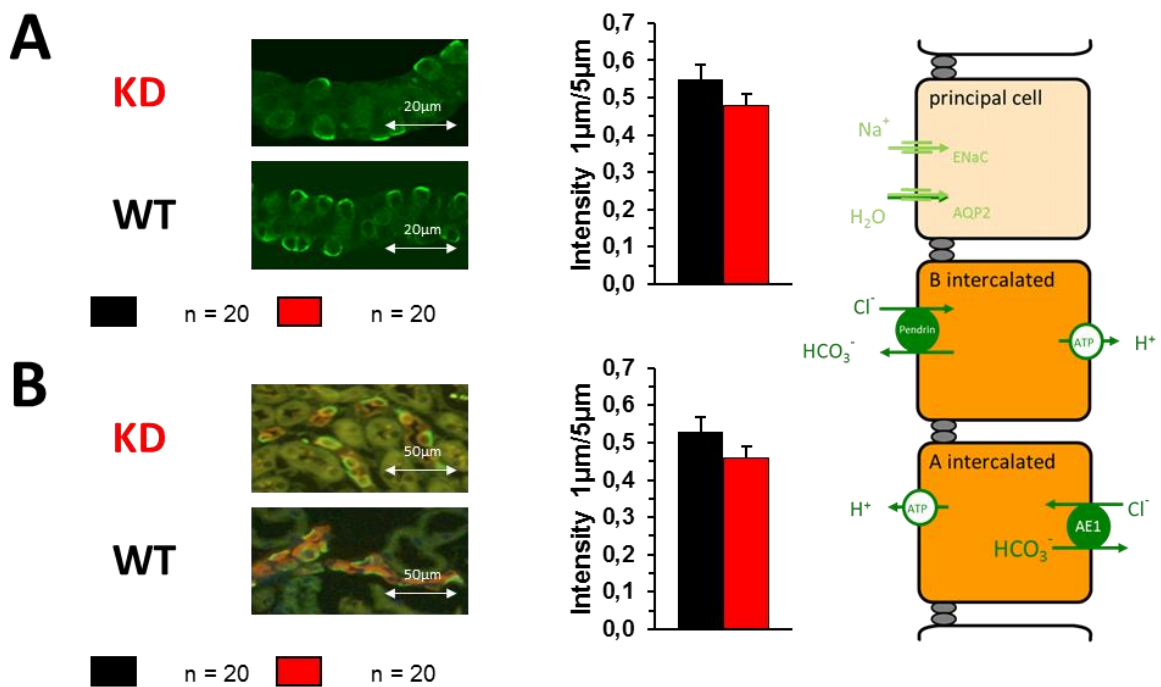 A
KD
20µm
WT
20µm
n = 20
n = 20
Intensity 1µm/5µm
0,7
0,6
0,5
0,4
0,3
0,2
0,1
0,0
B
KD
50µm
WT
50µm
n = 20
n = 20
Intensity 1µm/5µm
0,7
0,6
0,5
0,4
0,3
0,2
0,1
0,0
principal cell
Na⁺
ENaC
H₂O
AQP2
B intercalated
Cl⁻
Pendrin
HCO₃⁻
ATP
H⁺
A intercalated
H⁺
ATP
Cl⁻
AE1
HCO₃⁻